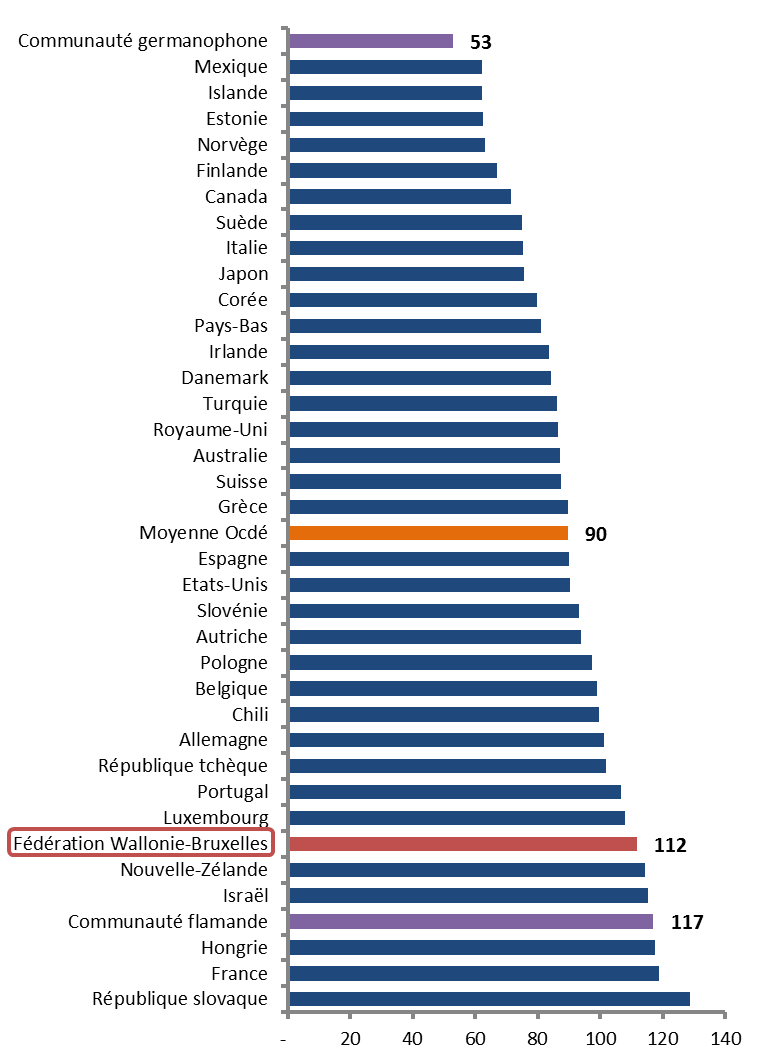 Communauté germanophone 53
Mexique
Islande
Estonie
Norvège
Finlande
Canada
Suède
Italie
Japon
Corée
Pays-Bas
Irlande
Danemark
Turquie
Royaume-Uni
Australie
Suisse
Grèce
Moyenne Ocdé 90
Espagne
Etats-Unis
Slovénie
Autriche
Pologne
Belgique
Chili
Allemagne
République tchèque
Portugal
Luxembourg
Fédération Wallonie-Bruxelles 112
Nouvelle-Zélande
Israël
Communauté flamande 117
Hongrie
France
République slovaque
- 20 40 60 80 100 120 140